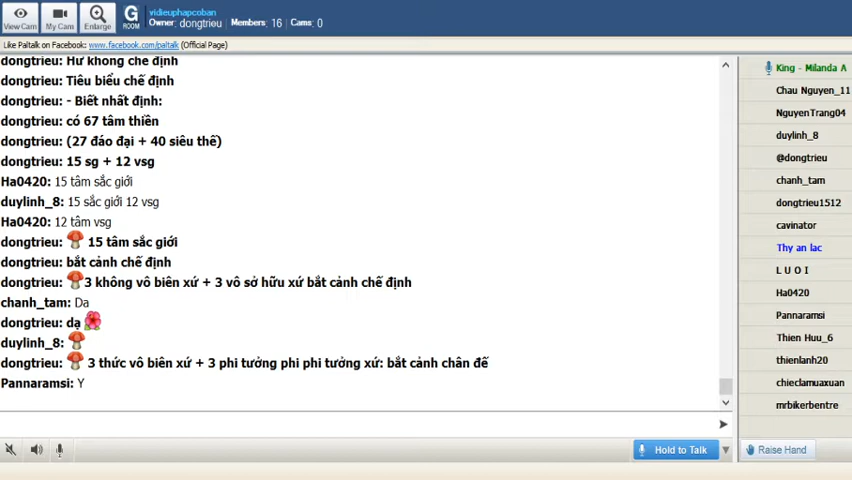 View Cam
My Cam
Enlarge
G
ROOM
vidieuphapcoban
Owner: dongtrieu Members: 16 Cams: 0
Like Paltalk on Facebook: www.facebook.com/paltalk (Official Page)
dongtrieu: Hư không chế định
dongtrieu: Tiêu biểu chế định
dongtrieu: - Biết nhất định:
dongtrieu: có 67 tâm thiền
dongtrieu: (27 đáo đại + 40 siêu thế)
dongtrieu: 15 sg + 12 vsg
Ha0420: 15 tâm sắc giới
duylinh_8: 15 sắc giới 12 vsg
Ha0420: 12 tâm vsg
dongtrieu: 15 tâm sắc giới
dongtrieu: bắt cảnh chế định
dongtrieu: 3 không vô biên xứ + 3 vô sở hữu xứ bắt cảnh chế định
chanh_tam: Da
dongtrieu: dạ
duylinh_8:
dongtrieu: 3 thức vô biên xứ + 3 phi tưởng phi phi tưởng xứ: bắt cảnh chân đế
Pannaramsi: Y
King - Milanda A
Chau Nguyen_11
NguyenTrang04
duylinh_8
@dongtrieu
chanh_tam
dongtrieu1512
cavinator
Thy an lac
L U O I
Ha0420
Pannaramsi
Thien Huu_6
thienlanh20
chieclamuaxuan
mrbikerbentre
Hold to Talk
Raise Hand